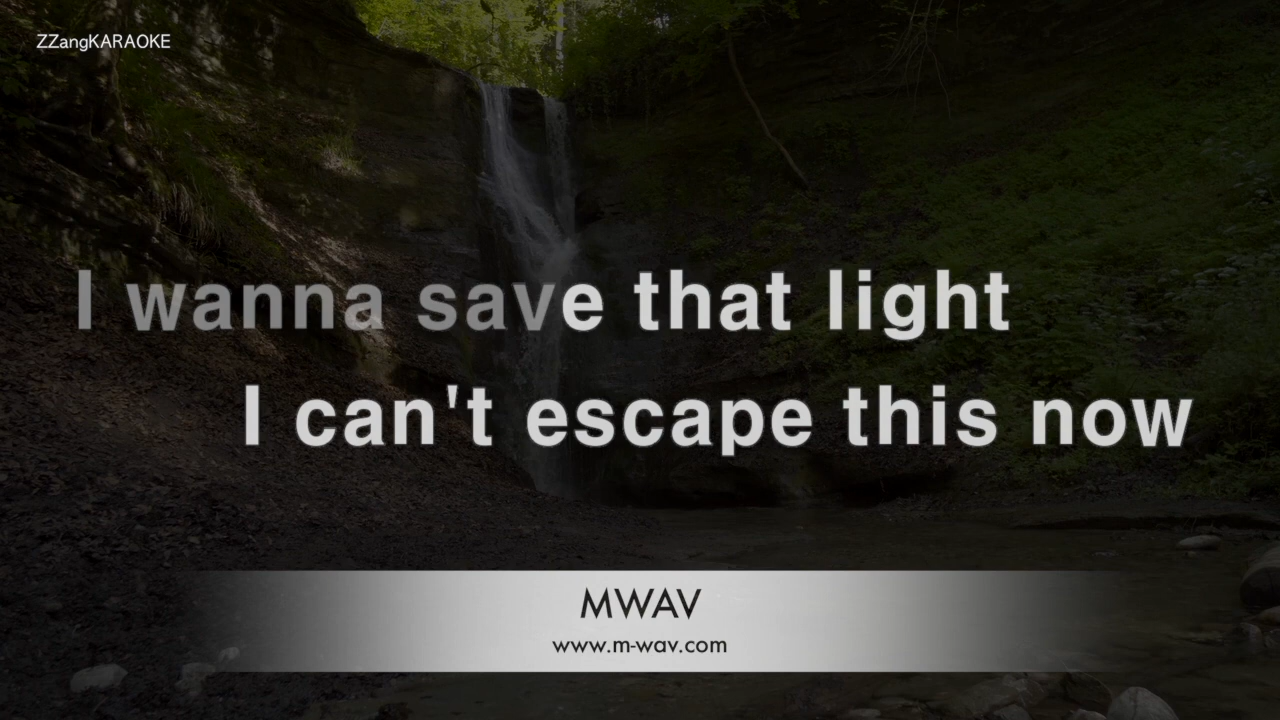 ZZangKARAOKE
I wanna save that light
I can't escape this now
MWAV
www.m-wav.com